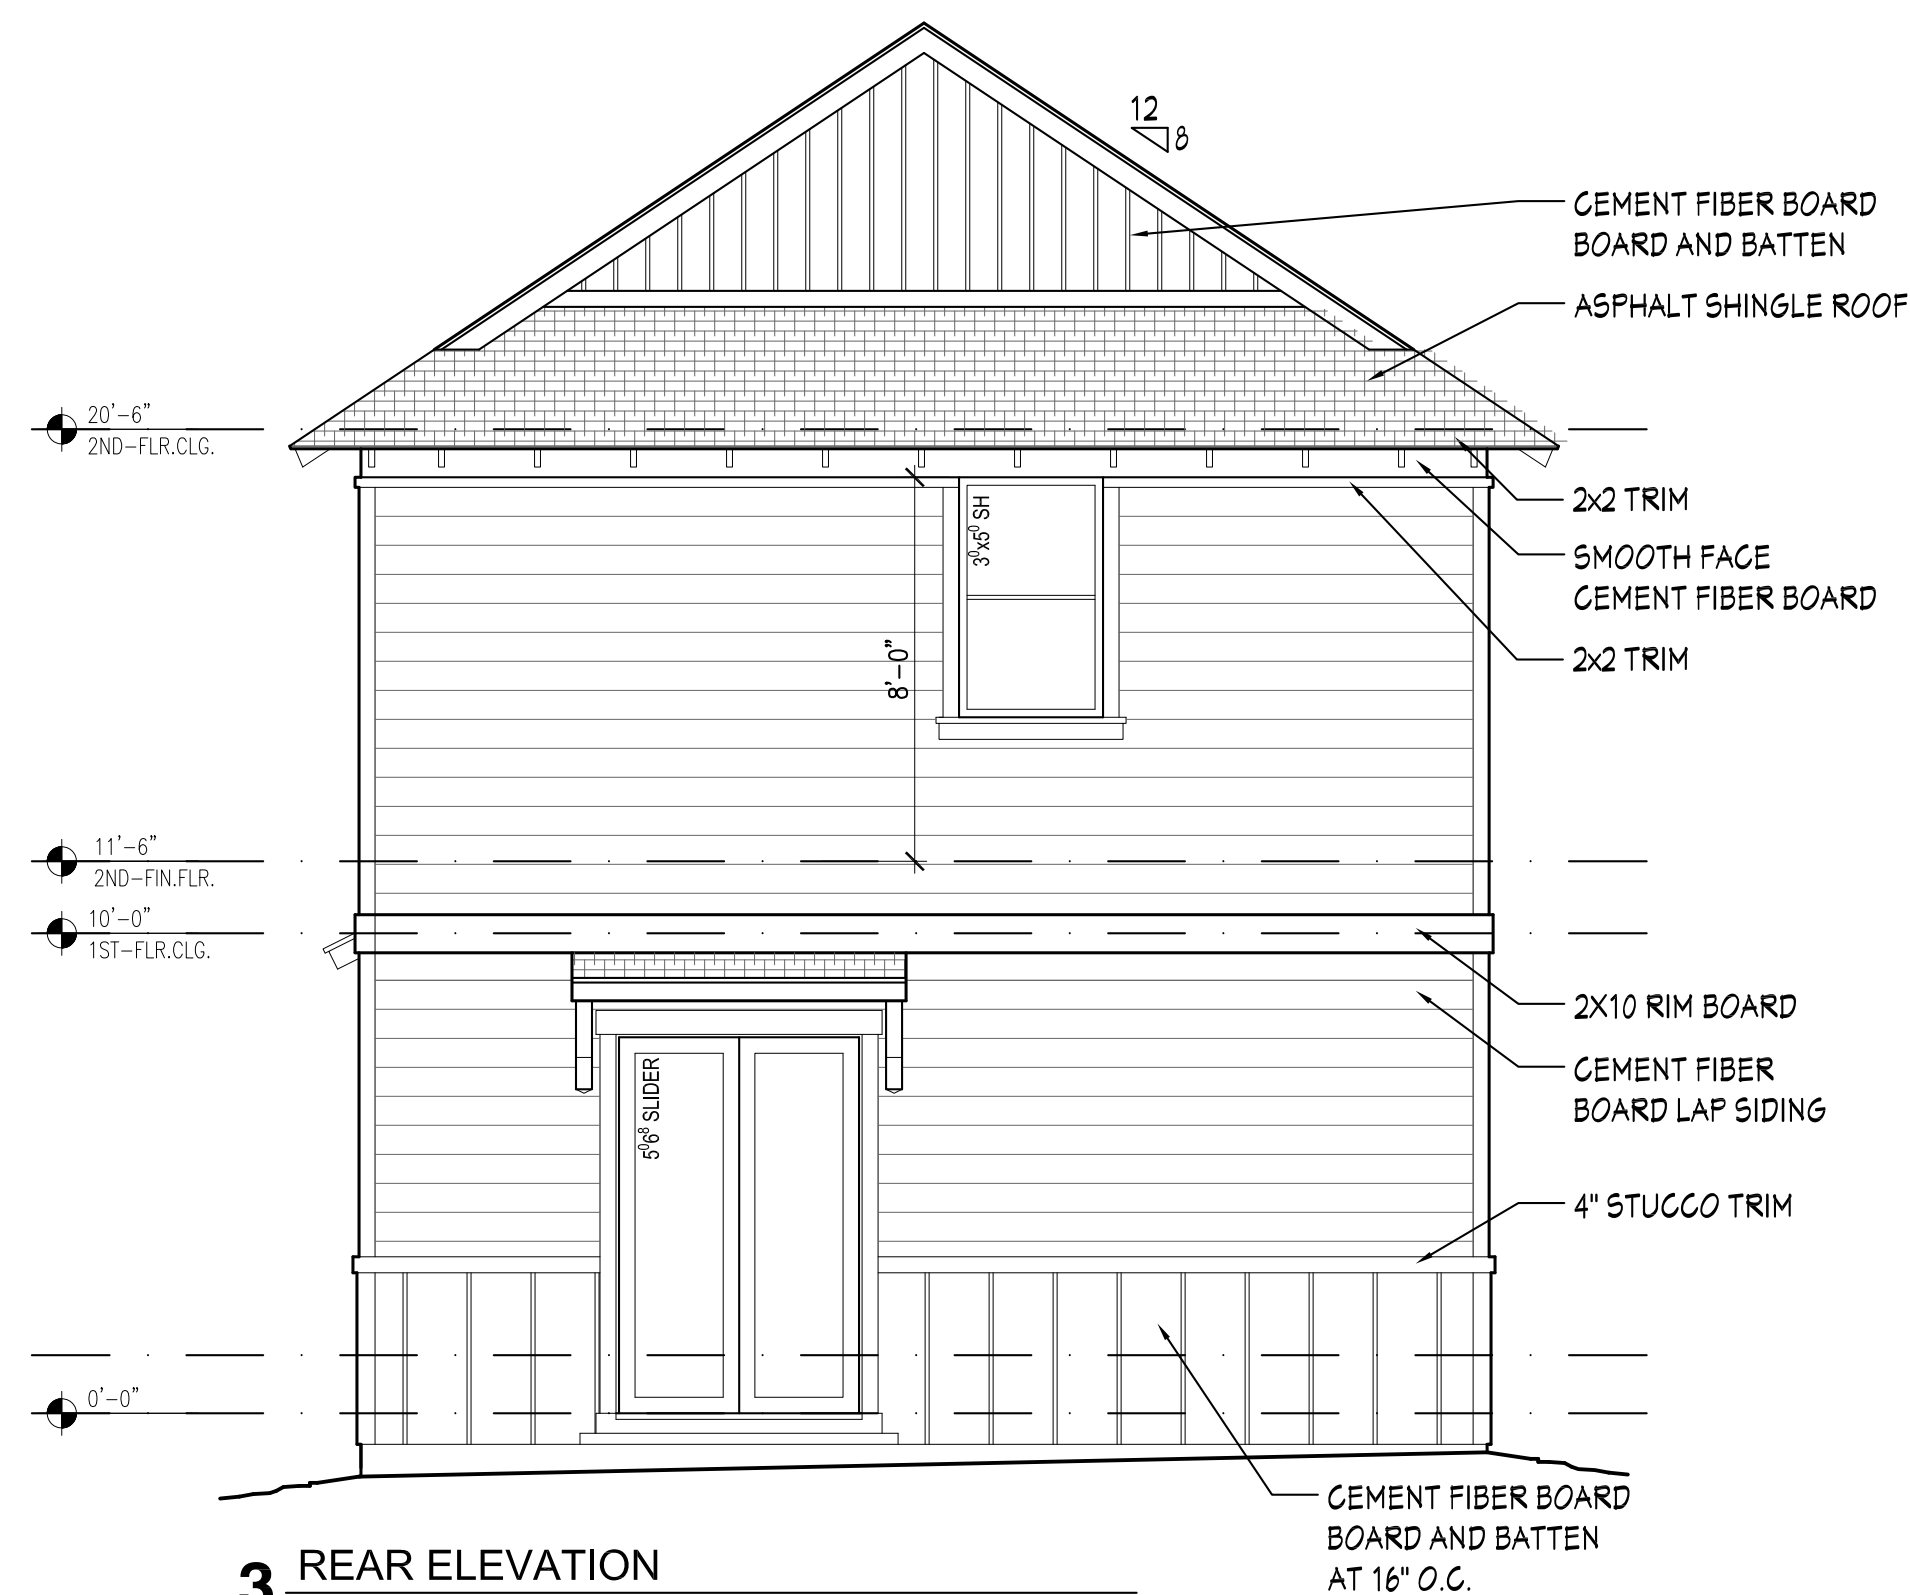 12
8
CEMENT FIBER BOARD
BOARD AND BATTEN
ASPHALT SHINGLE ROOF
20'-6"
2ND-FLR.CLG.
2x2 TRIM
3⁰x5⁰ SH
SMOOTH FACE
CEMENT FIBER BOARD
2x2 TRIM
8'-0"
11'-6"
2ND-FIN.FLR.
10'-0"
1ST-FLR.CLG.
2X10 RIM BOARD
CEMENT FIBER
BOARD LAP SIDING
5⁰6⁸ SLIDER
4" STUCCO TRIM
0'-0"
CEMENT FIBER BOARD
BOARD AND BATTEN
AT 16" O.C.
3 REAR ELEVATION